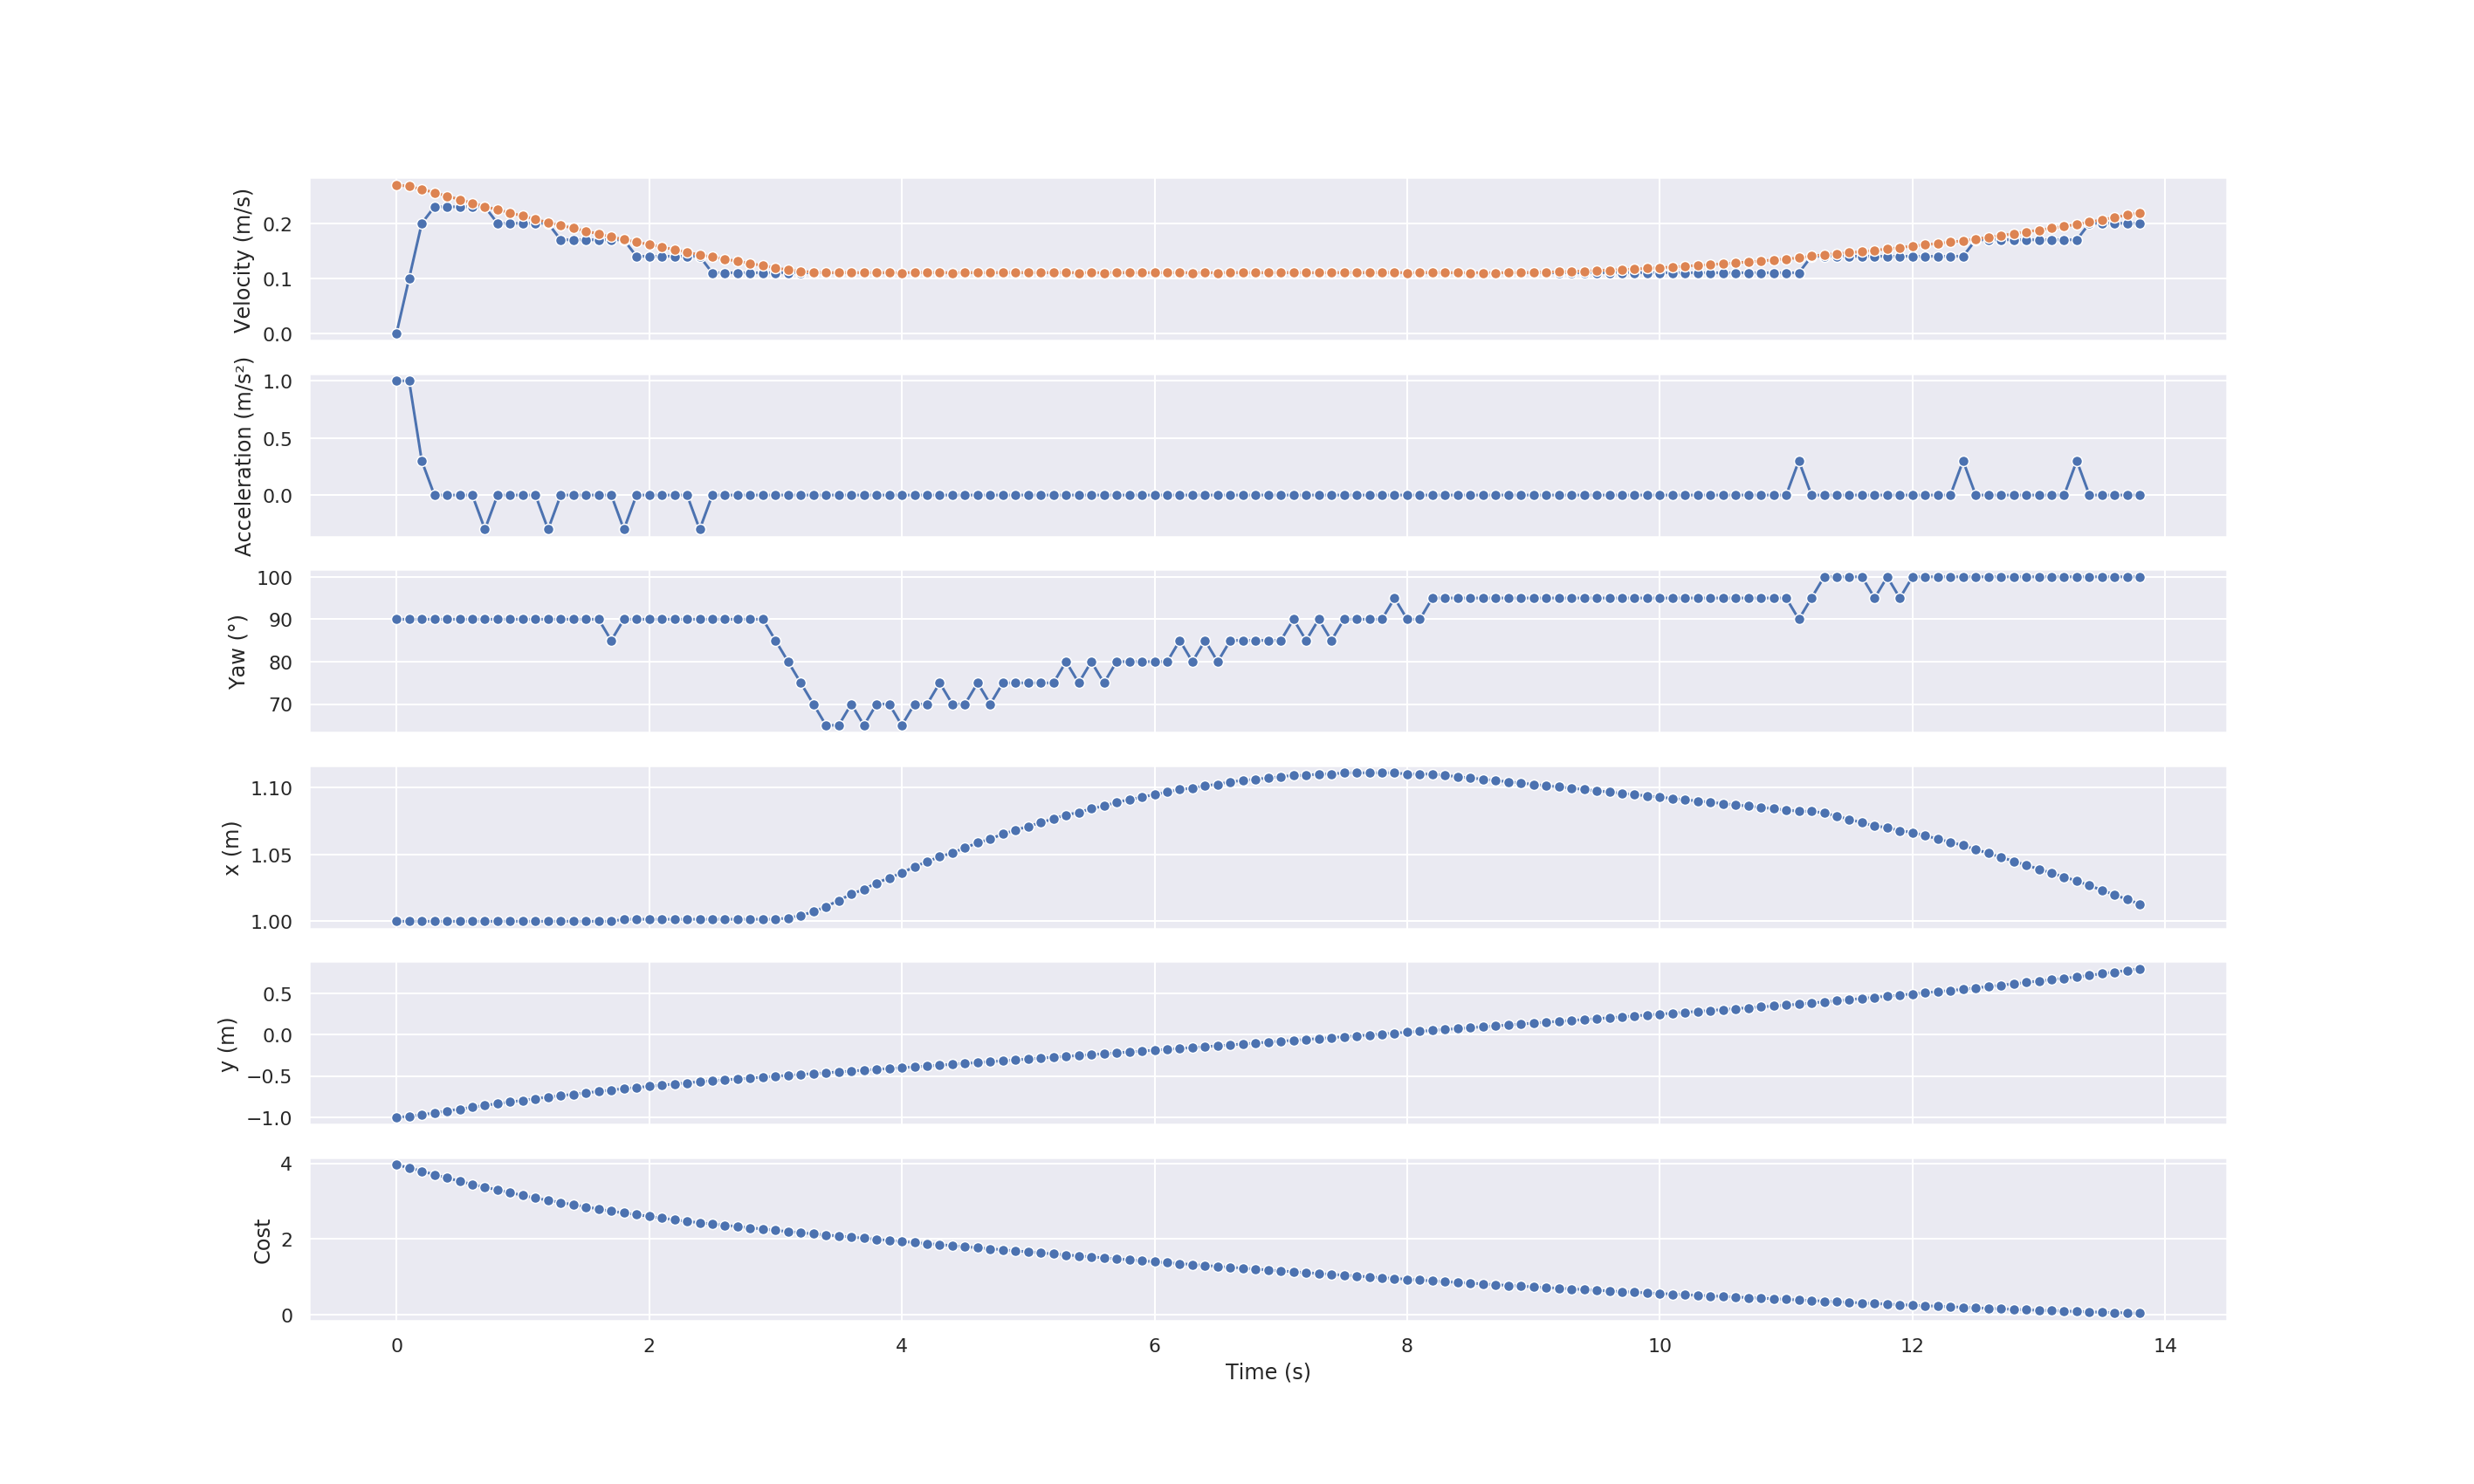 Velocity (m/s)
0.2
0.1
0.0
Acceleration (m/s²)
1.0
0.5
0.0
Yaw (°)
100
90
80
70
x (m)
1.10
1.05
1.00
y (m)
0.5
0.0
−0.5
−1.0
Cost
4
2
0
0 2 4 6 8 10 12 14
Time (s)